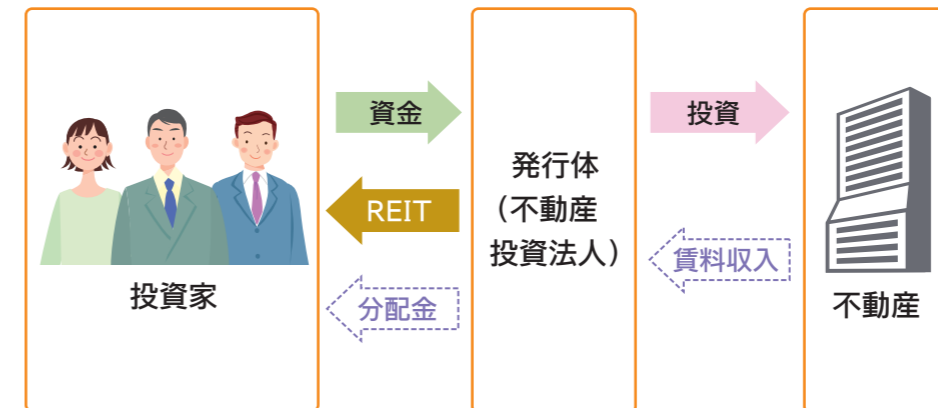 投資家
資金
REIT
分配金
発行体
（不動産
投資法人）
投資
賃料収入
不動産